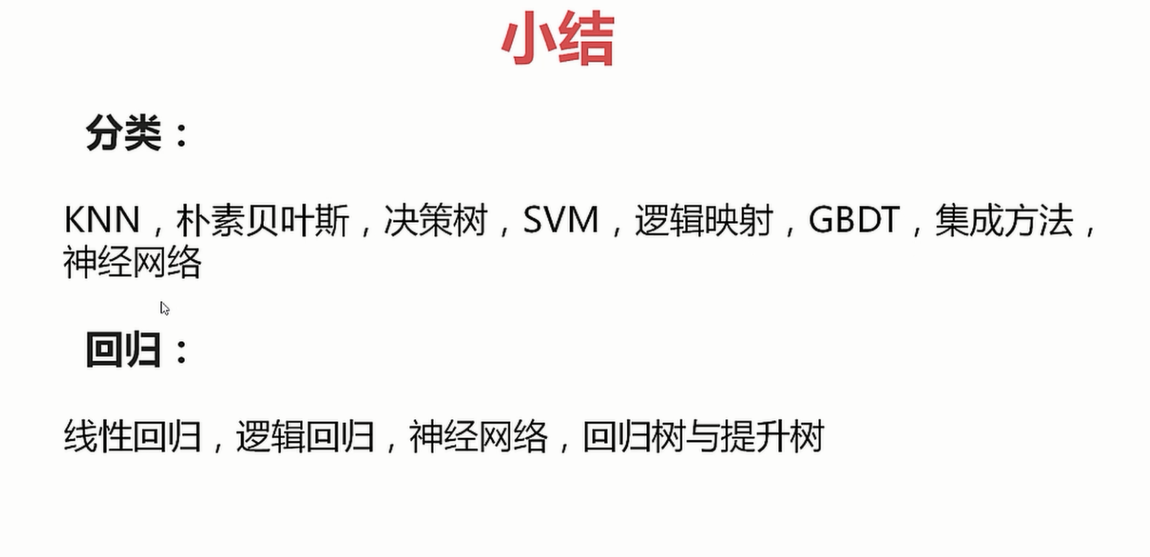 小结
分类：
KNN，朴素贝叶斯，决策树，SVM，逻辑映射，GBDT，集成方法，
神经网络
回归：
线性回归，逻辑回归，神经网络，回归树与提升树